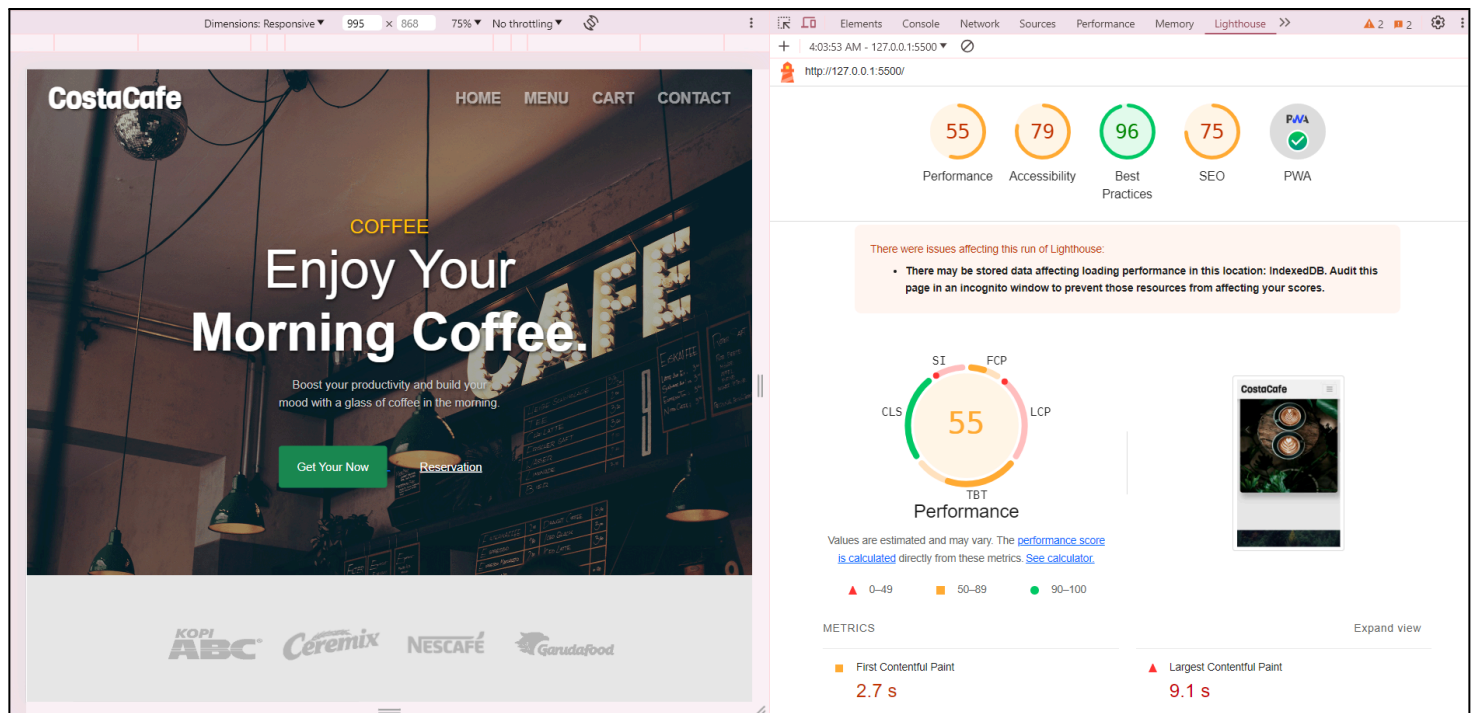 Dimensions: Responsive▼ 995 × 868 75%▼ No throttling▼
CostaCafe
HOME MENU CART CONTACT
COFFEE
Enjoy Your
Morning Coffee.
Boost your productivity and build your
mood with a glass of coffee in the morning.
Get Your Now Reservation
CAFE
KOPI
ABC
Ceremix
NESCAFÉ
Garudafood
Elements Console Network Sources Performance Memory Lighthouse 2 2
4:03:53 AM - 127.0.0.1:5500 ▼
http://127.0.0.1:5500/
55 79 96 75 PWA
Performance Accessibility Best Practices SEO PWA
There were issues affecting this run of Lighthouse:
• There may be stored data affecting loading performance in this location: IndexedDB. Audit this
page in an incognito window to prevent those resources from affecting your scores.
SI FCP
CLS LCP
55
TBT
Performance
Values are estimated and may vary. The performance score
is calculated directly from these metrics. See calculator.
0–49 50–89 90–100
CostaCafe
METRICS Expand view
First Contentful Paint
2.7 s
Largest Contentful Paint
9.1 s